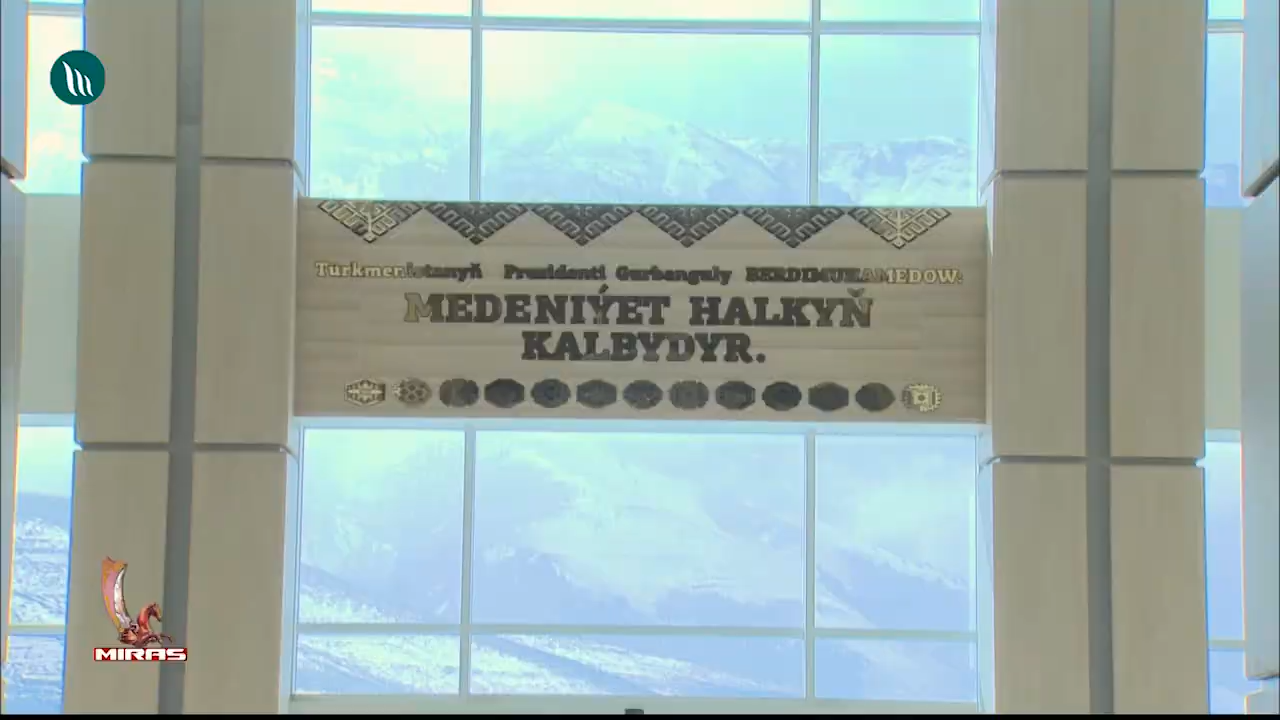 Türkmenistanyň Prezidenti Gurbanguly BERDIMUHAMEDOW:
MEDENIÝET HALKYŇ
KALBYDYR.
MIRAS